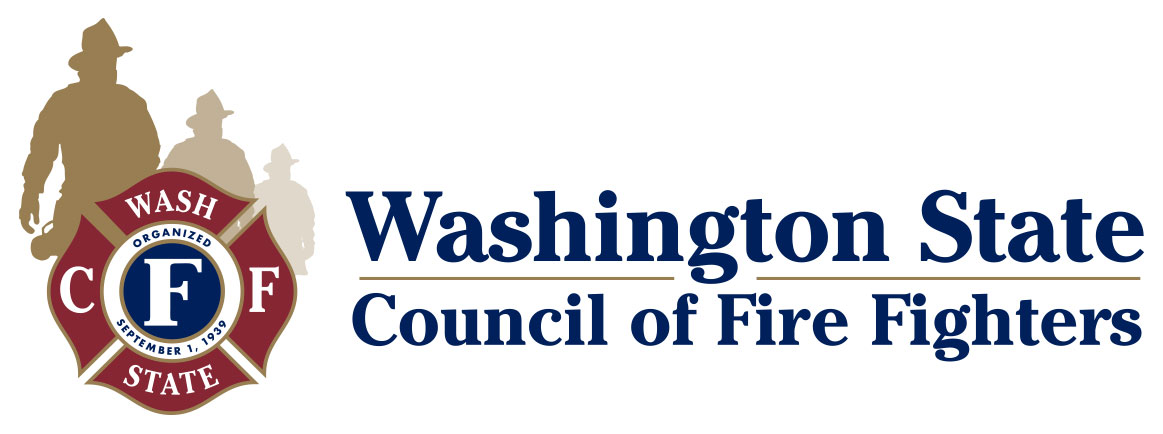 WASH
ORGANIZED
C F F
SEPTEMBER 1, 1939
STATE
Washington State
Council of Fire Fighters